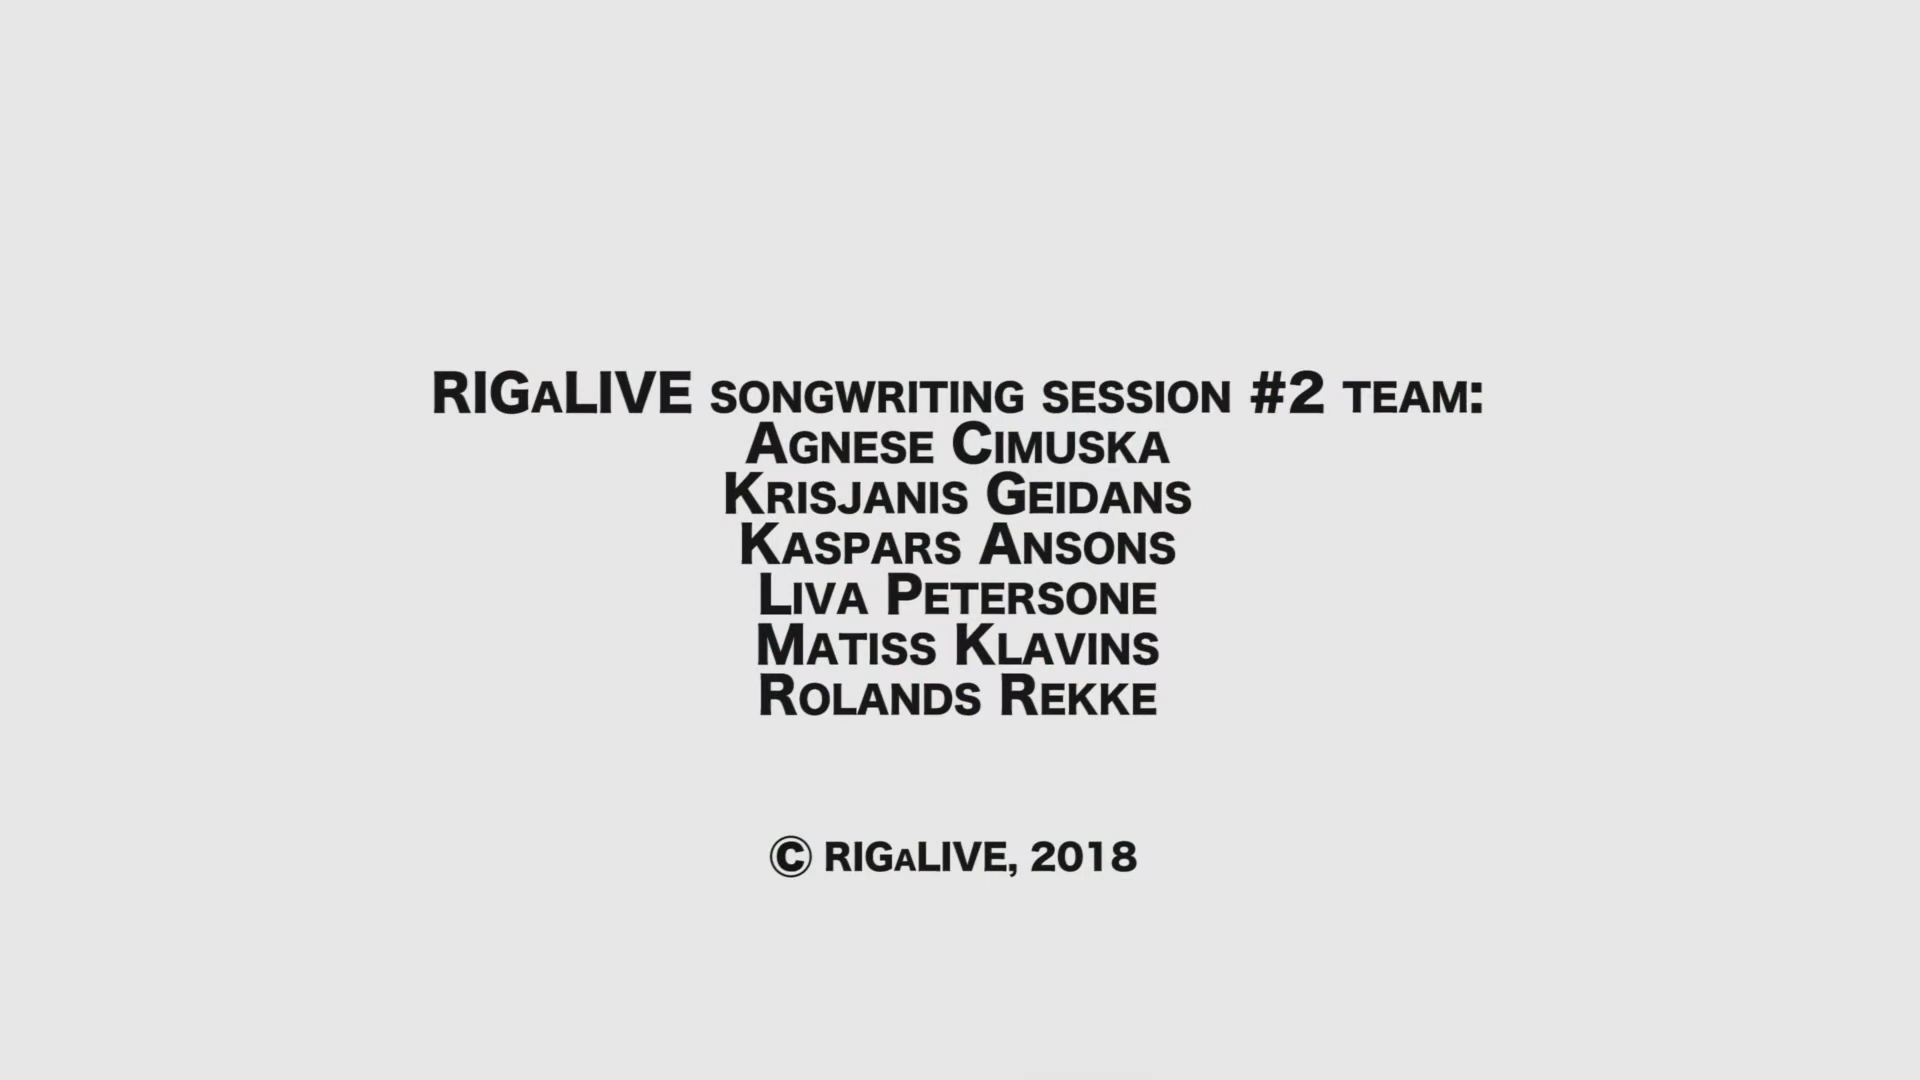 RIGaLIVE songwriting session #2 team:
Agnese Cimuska
Krisjanis Geidans
Kaspars Ansons
Liva Petersone
Matiss Klavins
Rolands Rekke
© RIGaLIVE, 2018